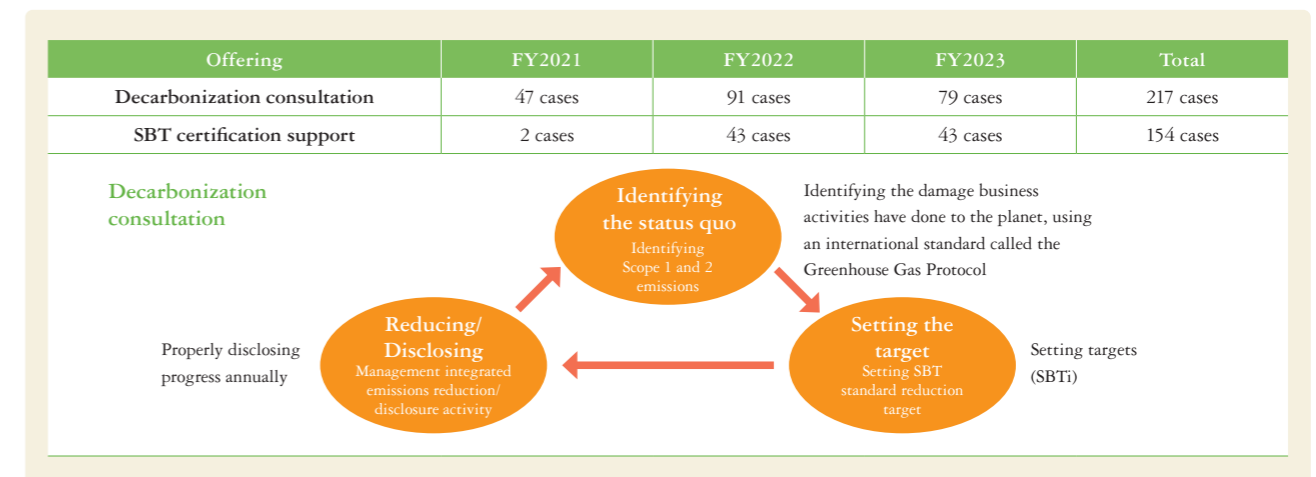 Offering FY2021 FY2022 FY2023 Total
Decarbonization consultation 47 cases 91 cases 79 cases 217 cases
SBT certification support 2 cases 43 cases 43 cases 154 cases
Decarbonization
consultation
Identifying
the status quo
Identifying
Scope 1 and 2
emissions
Identifying the damage business
activities have done to the planet, using
an international standard called the
Greenhouse Gas Protocol
Setting the
target
Setting SBT
standard reduction
target
Setting targets
(SBTi)
Reducing/
Disclosing
Management integrated
emissions reduction/
disclosure activity
Properly disclosing
progress annually